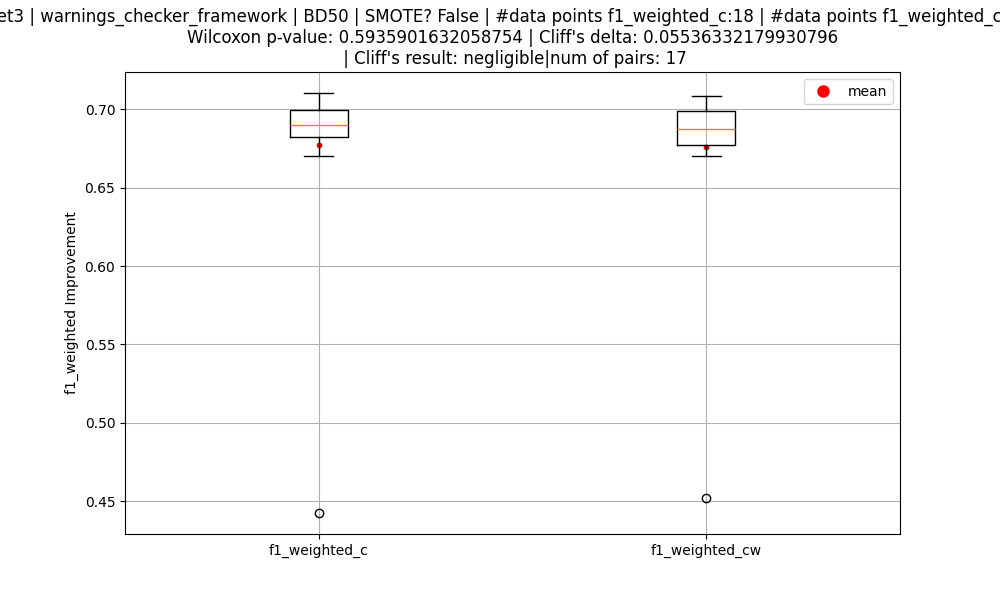 et3 | warnings_checker_framework | BD50 | SMOTE? False | #data points f1_weighted_c:18 | #data points f1_weighted_c
Wilcoxon p-value: 0.5935901632058754 | Cliff's delta: 0.05536332179930796
| Cliff's result: negligible|num of pairs: 17
mean
0.70
0.65
0.60
0.55
0.50
0.45
f1_weighted Improvement
f1_weighted_c
f1_weighted_cw